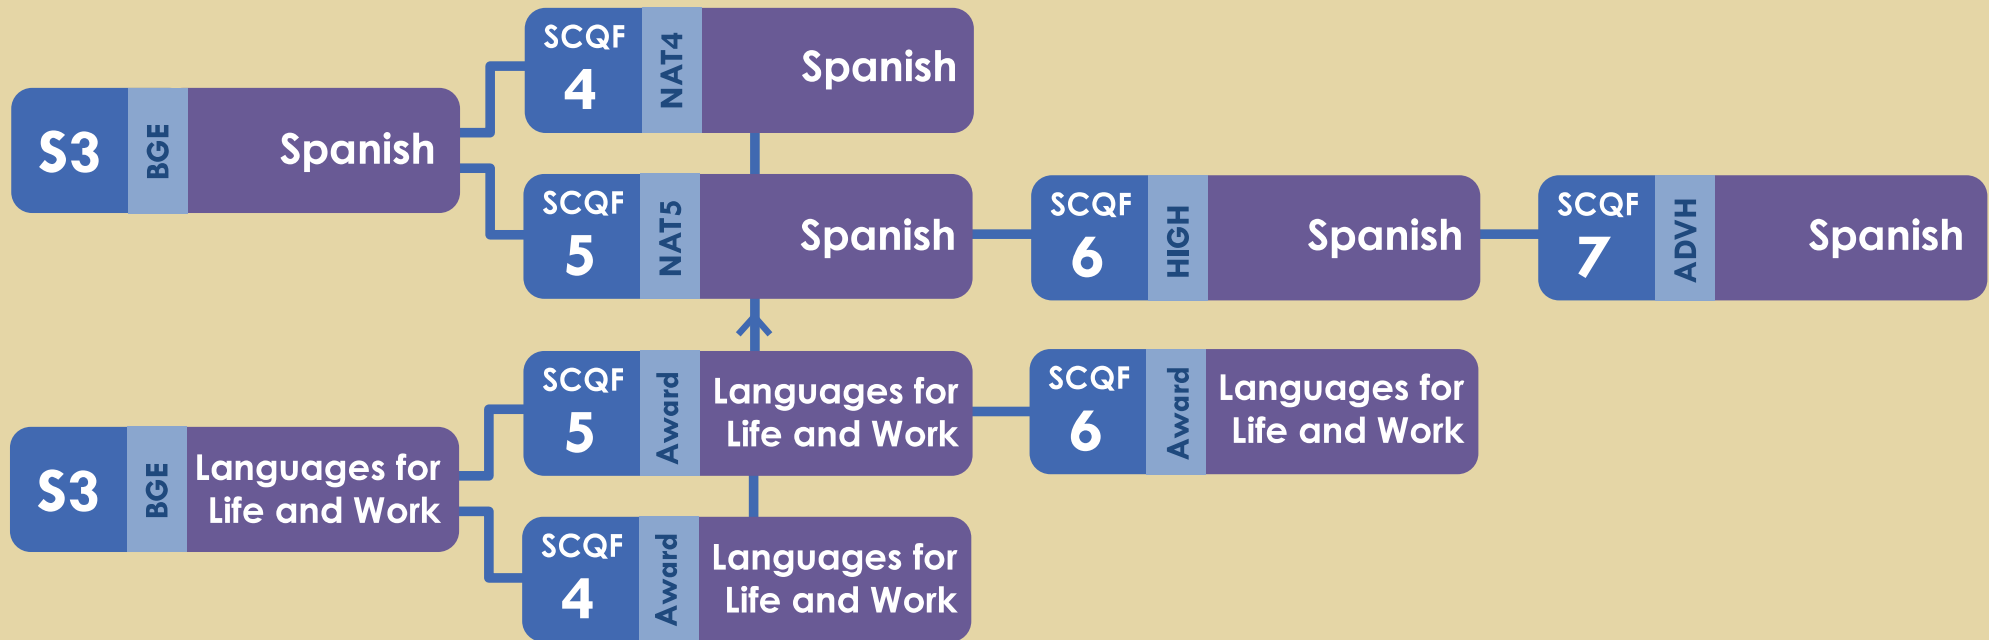 SCQF
4
NAT4
Spanish
S3
BGE
Spanish
SCQF
5
NAT5
Spanish
SCQF
6
HIGH
Spanish
SCQF
7
ADVH
Spanish
SCQF
5
Award
Languages for
Life and Work
SCQF
6
Award
Languages for
Life and Work
S3
BGE
Languages for
Life and Work
SCQF
4
Award
Languages for
Life and Work